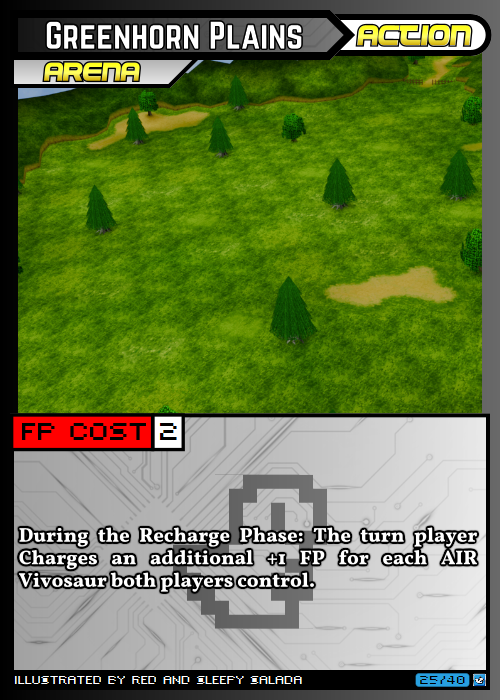 Greenhorn Plains
ACTION
ARENA
FP COST 2
During the Recharge Phase: The turn player
Charges an additional +1 FP for each AIR
Vivosaur both players control.
ILLUSTRATED BY RED AND SLEEPY SALADA
25/40